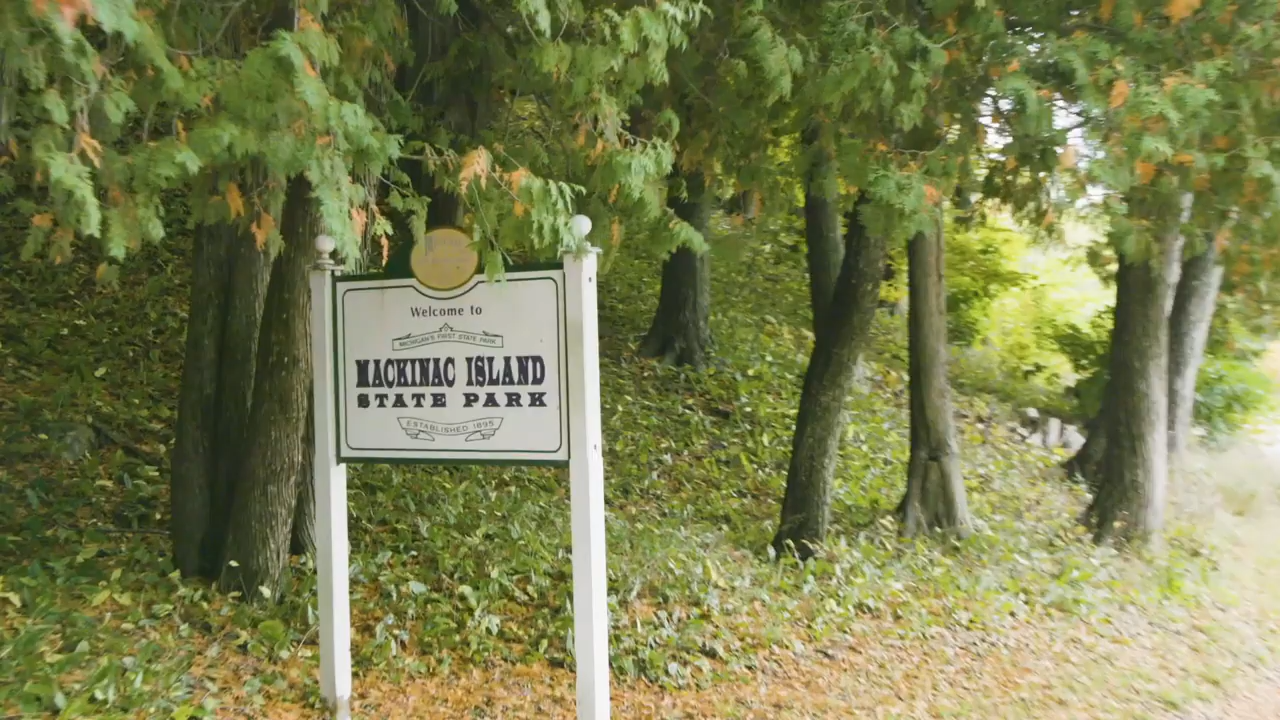 Welcome to
MICHIGAN'S FIRST STATE PARK
MACKINAC ISLAND
STATE PARK
ESTABLISHED 1895